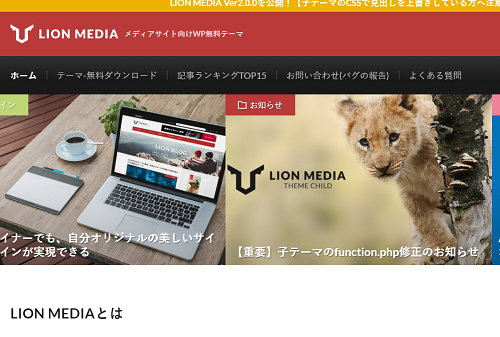 LION MEDIA Ver2.0.0を公開！【子テーマのCSSで見出しを上書きしている方へ注意
LION MEDIA メディアサイト向けWP無料テーマ
ホーム テーマ-無料ダウンロード 記事ランキングTOP15 お問い合わせ(バグの報告) よくある質問
イン
お知らせ
LION BLOG
LION MEDIA
THEME CHILD
イナーでも、自分オリジナルの美しいサイ
インが実現できる
【重要】子テーマのfunction.php修正のお知らせ
LION MEDIAとは